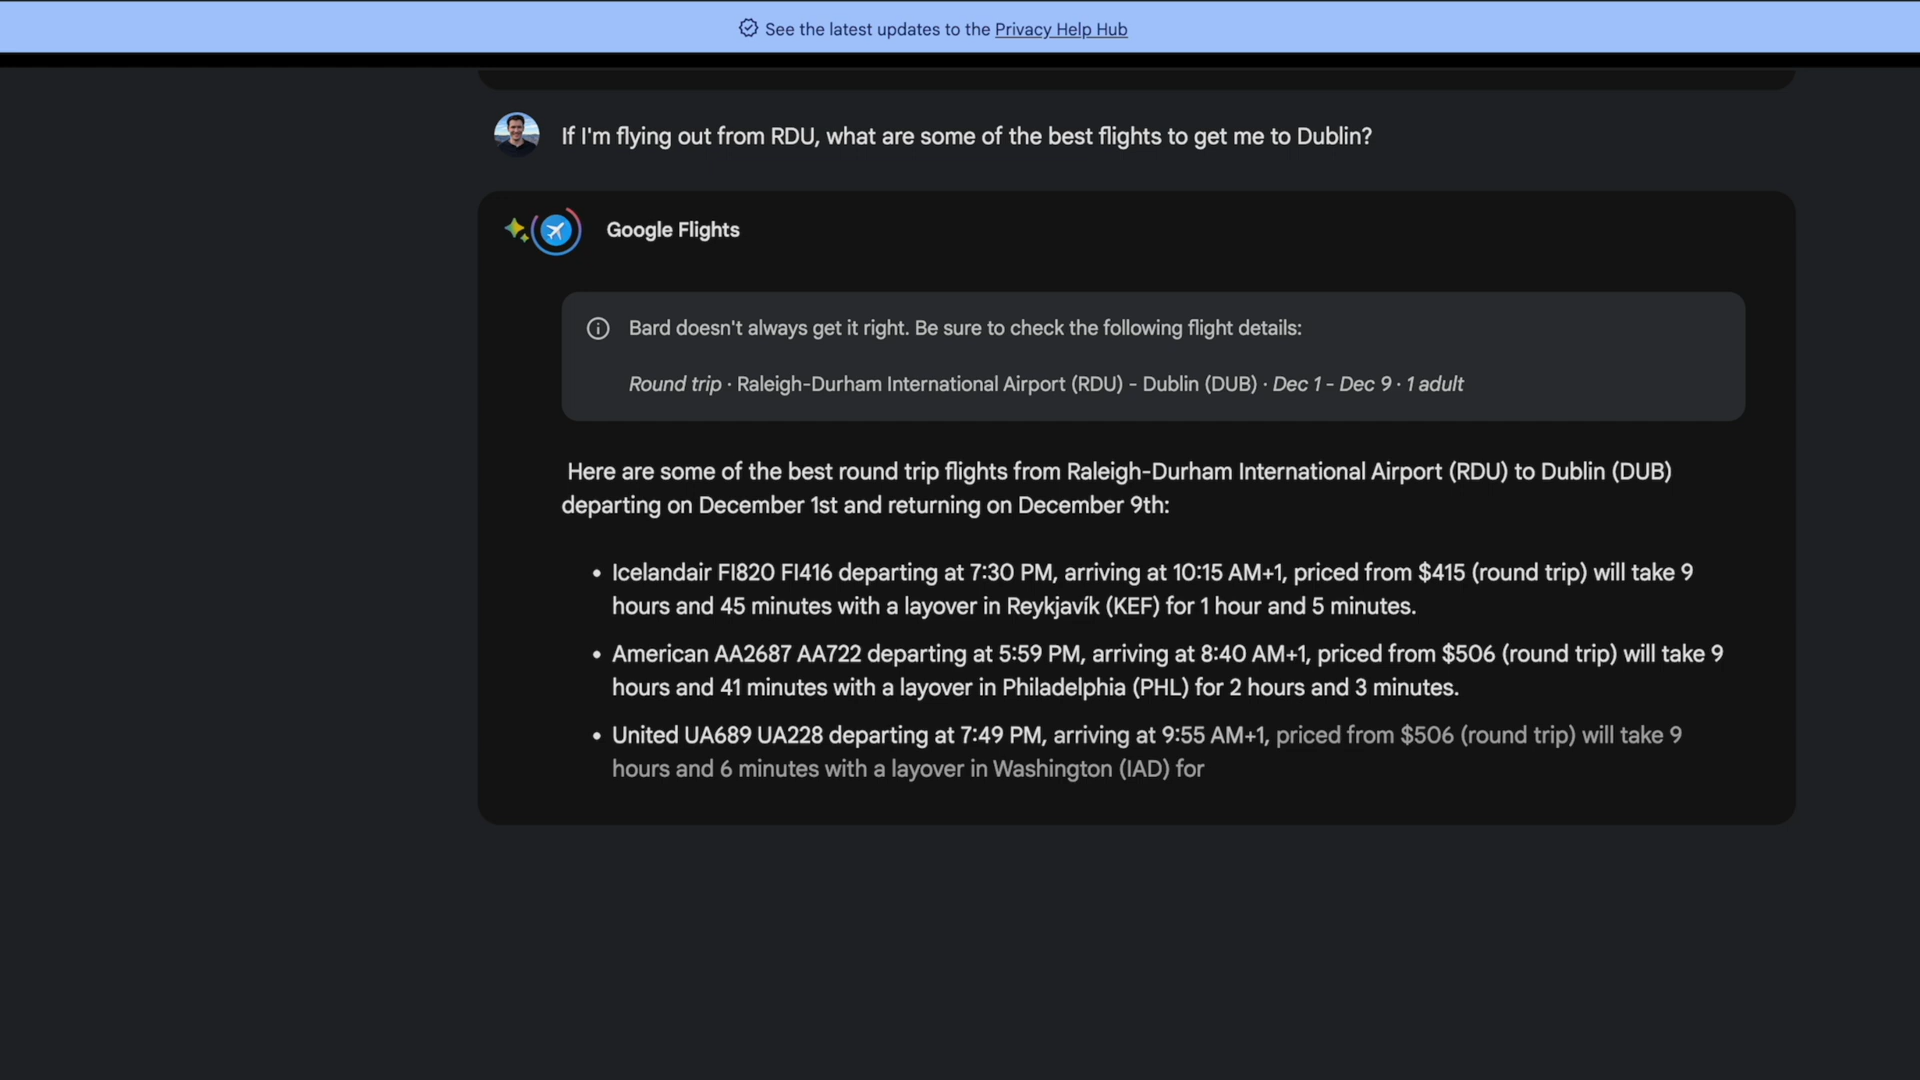 See the latest updates to the Privacy Help Hub
If I'm flying out from RDU, what are some of the best flights to get me to Dublin?
Google Flights
Bard doesn't always get it right. Be sure to check the following flight details:
Round trip · Raleigh-Durham International Airport (RDU) - Dublin (DUB) · Dec 1 - Dec 9 · 1 adult
Here are some of the best round trip flights from Raleigh-Durham International Airport (RDU) to Dublin (DUB)
departing on December 1st and returning on December 9th:
• Icelandair FI820 FI416 departing at 7:30 PM, arriving at 10:15 AM+1, priced from $415 (round trip) will take 9
hours and 45 minutes with a layover in Reykjavík (KEF) for 1 hour and 5 minutes.
• American AA2687 AA722 departing at 5:59 PM, arriving at 8:40 AM+1, priced from $506 (round trip) will take 9
hours and 41 minutes with a layover in Philadelphia (PHL) for 2 hours and 3 minutes.
• United UA689 UA228 departing at 7:49 PM, arriving at 9:55 AM+1, priced from $506 (round trip) will take 9
hours and 6 minutes with a layover in Washington (IAD) for